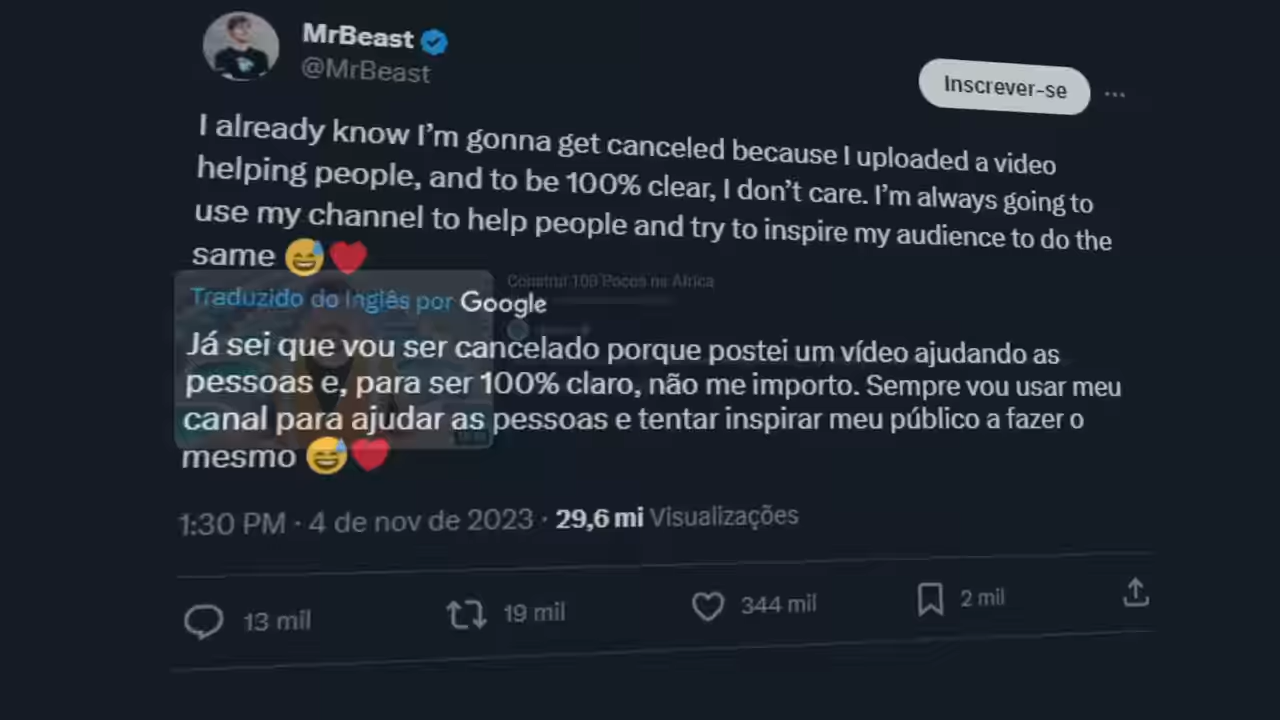 MrBeast
@MrBeast
Inscrever-se
I already know I’m gonna get canceled because I uploaded a video
helping people, and to be 100% clear, I don’t care. I’m always going to
use my channel to help people and try to inspire my audience to do the
same 😅❤️
Construí 100 Poços na África
Traduzido do Inglês por Google
Já sei que vou ser cancelado porque postei um vídeo ajudando as
pessoas e, para ser 100% claro, não me importo. Sempre vou usar meu
canal para ajudar as pessoas e tentar inspirar meu público a fazer o
mesmo 😅❤️
1:30 PM · 4 de nov de 2023 · 29,6 mi Visualizações
13 mil
19 mil
344 mil
2 mil